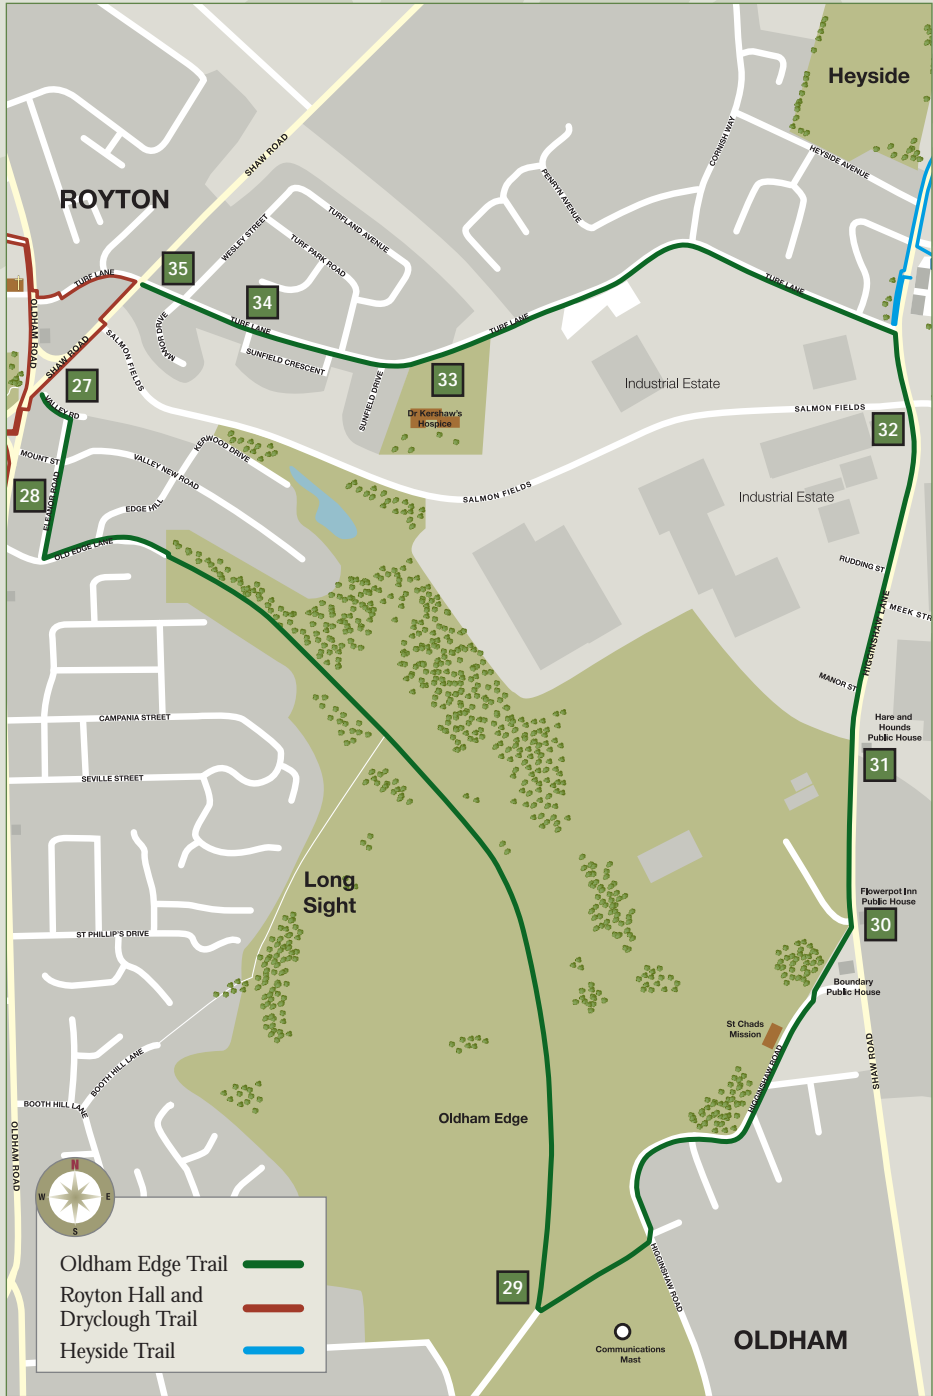 Heyside
SHAW ROAD
CORNISH WAY
HEYSIDE AVENUE
PENRYN AVENUE
ROYTON
WESLEY STREET
TURFLAND AVENUE
TURF PARK ROAD
35
TURF LANE
34
TURF LANE
TURF LANE
TURF LANE
OLDHAM ROAD
SHAW ROAD
SALMON FIELDS
MANOR DRIVE
SUNFIELD CRESCENT
SUNFIELD DRIVE
33
Dr Kershaw's
Hospice
Industrial Estate
SALMON FIELDS
32
27
VALLEY RD
MOUNT ST
KERWOOD DRIVE
VALLEY NEW ROAD
28
ELEANOR ROAD
EDGE HILL
OLD EDGE LANE
SALMON FIELDS
Industrial Estate
RUDDING ST
MEEK STR
HIGGINSHAW LANE
MANOR ST
CAMPANIA STREET
Hare and
Hounds
Public House
31
SEVILLE STREET
Long
Sight
Flowerpot Inn
Public House
30
ST PHILLIP'S DRIVE
Boundary
Public House
St Chads
Mission
HIGGINSHAW ROAD
SHAW ROAD
BOOTH HILL LANE
BOOTH HILL LANE
Oldham Edge
OLDHAM ROAD
N
W
E
S
29
HIGGINSHAW ROAD
Communications
Mast
OLDHAM
Oldham Edge Trail
Royton Hall and
Dryclough Trail
Heyside Trail